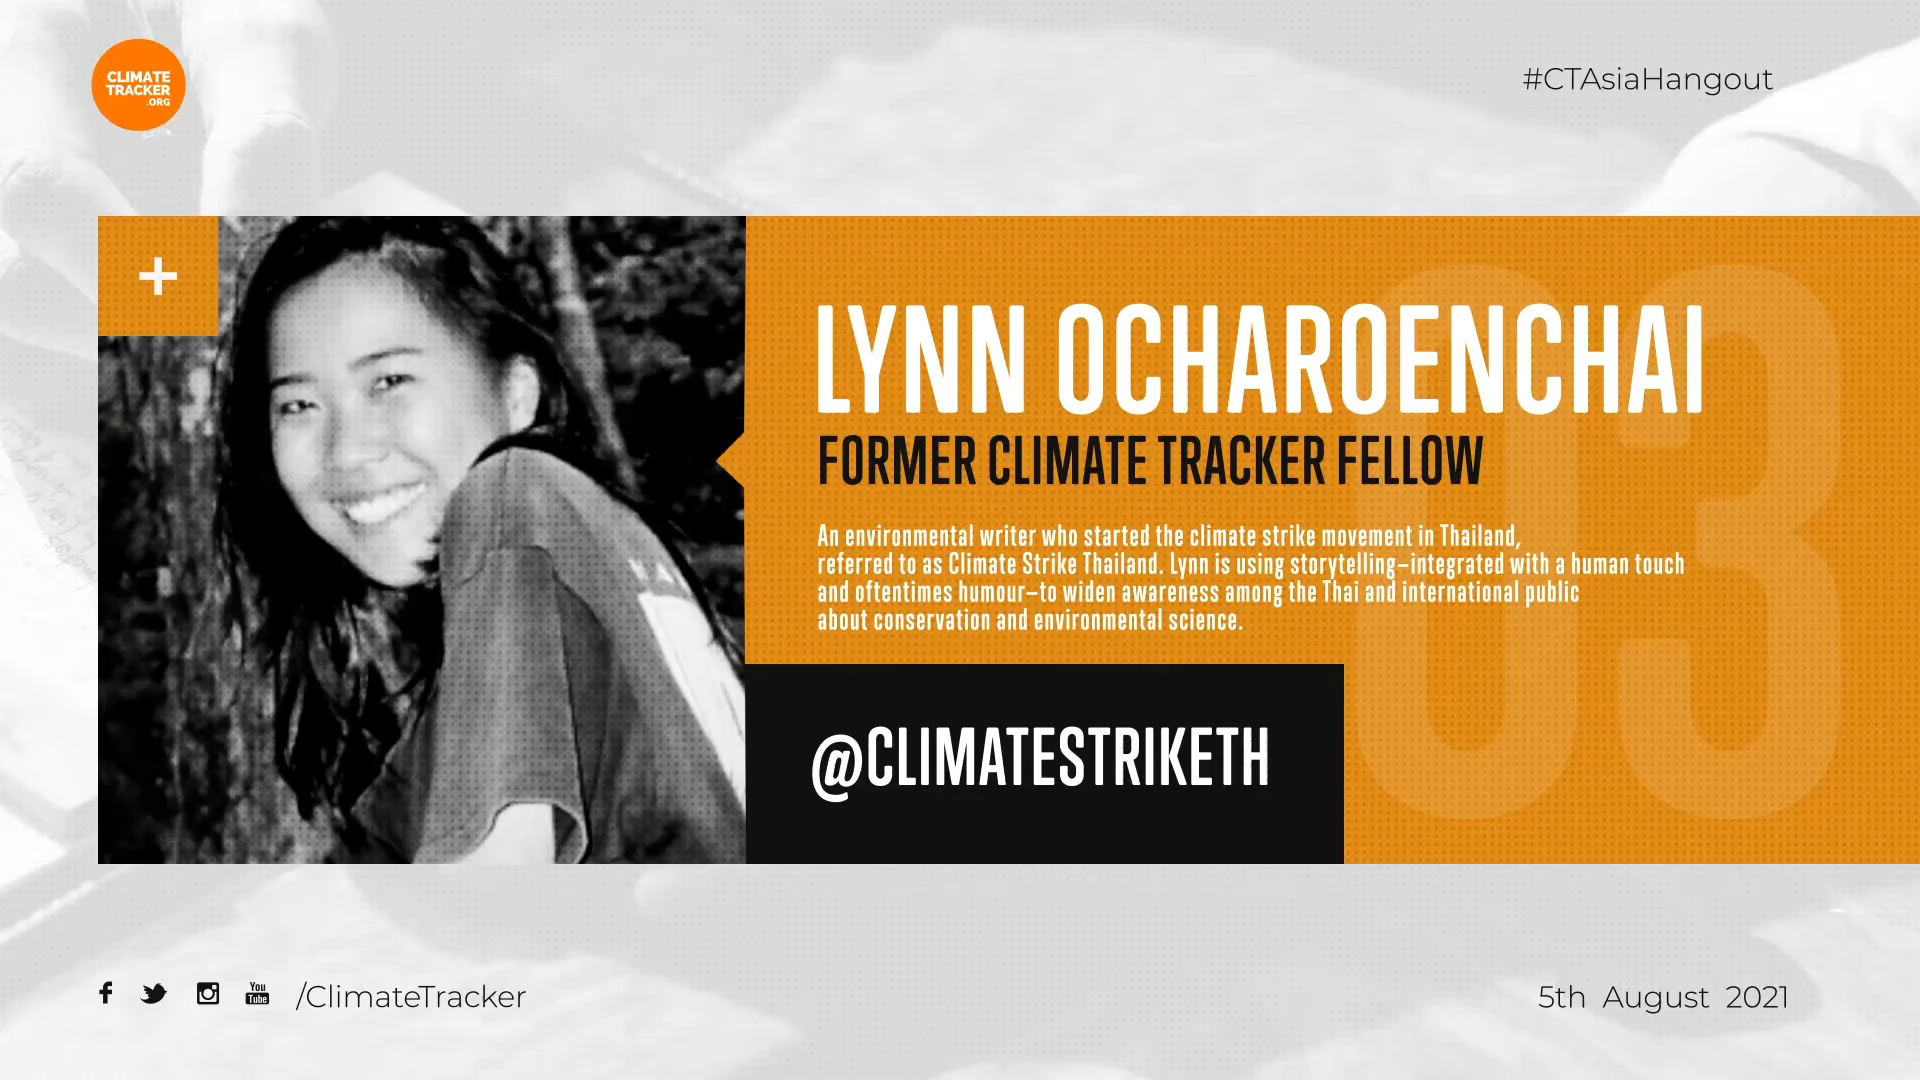 CLIMATE
TRACKER
.ORG
#CTAsiaHangout
+
LYNN OCHAROENCHAI
FORMER CLIMATE TRACKER FELLOW
An environmental writer who started the climate strike movement in Thailand,
referred to as Climate Strike Thailand. Lynn is using storytelling–integrated with a human touch
and oftentimes humour–to widen awareness among the Thai and international public
about conservation and environmental science.
03
@CLIMATESTRIKETH
You
Tube
/ClimateTracker
5th August 2021